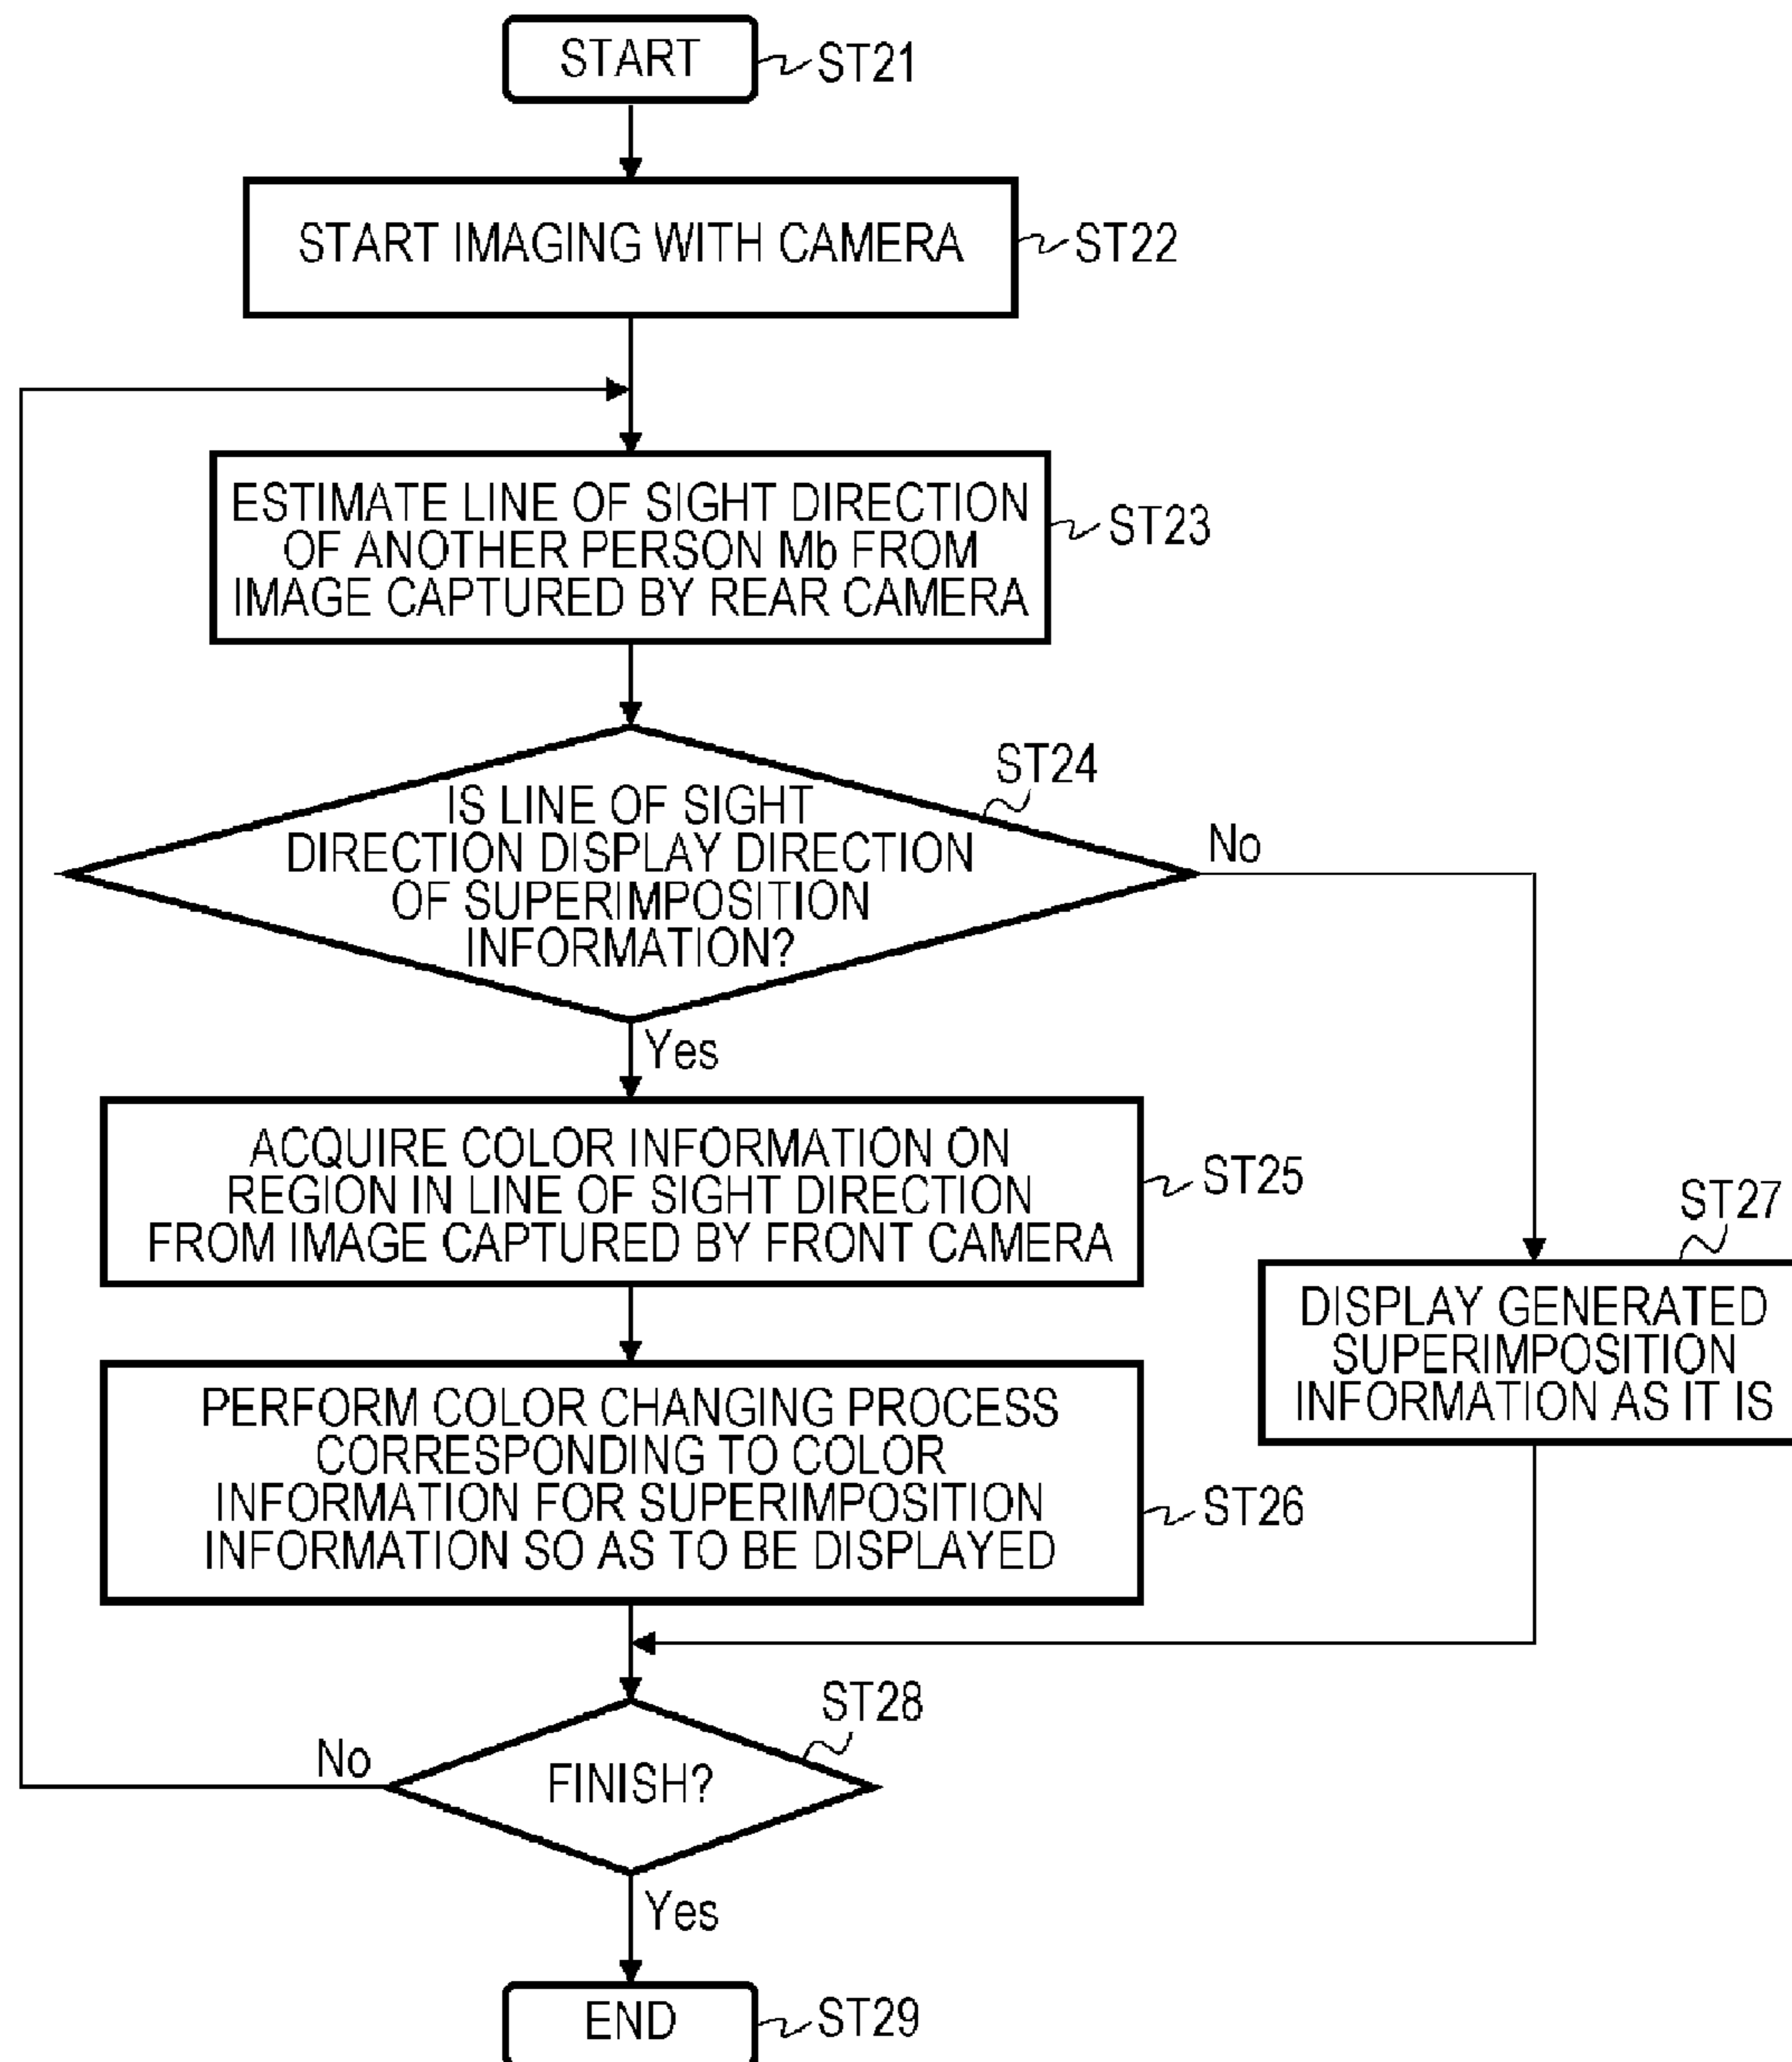 START
ST21
START IMAGING WITH CAMERA
ST22
ESTIMATE LINE OF SIGHT DIRECTION
OF ANOTHER PERSON Mb FROM
IMAGE CAPTURED BY REAR CAMERA
ST23
ST24
IS LINE OF SIGHT
DIRECTION DISPLAY DIRECTION
OF SUPERIMPOSITION
INFORMATION?
No
Yes
ACQUIRE COLOR INFORMATION ON
REGION IN LINE OF SIGHT DIRECTION
FROM IMAGE CAPTURED BY FRONT CAMERA
ST25
ST27
DISPLAY GENERATED
SUPERIMPOSITION
INFORMATION AS IT IS
PERFORM COLOR CHANGING PROCESS
CORRESPONDING TO COLOR
INFORMATION FOR SUPERIMPOSITION
INFORMATION SO AS TO BE DISPLAYED
ST26
ST28
No
FINISH?
Yes
END
ST29